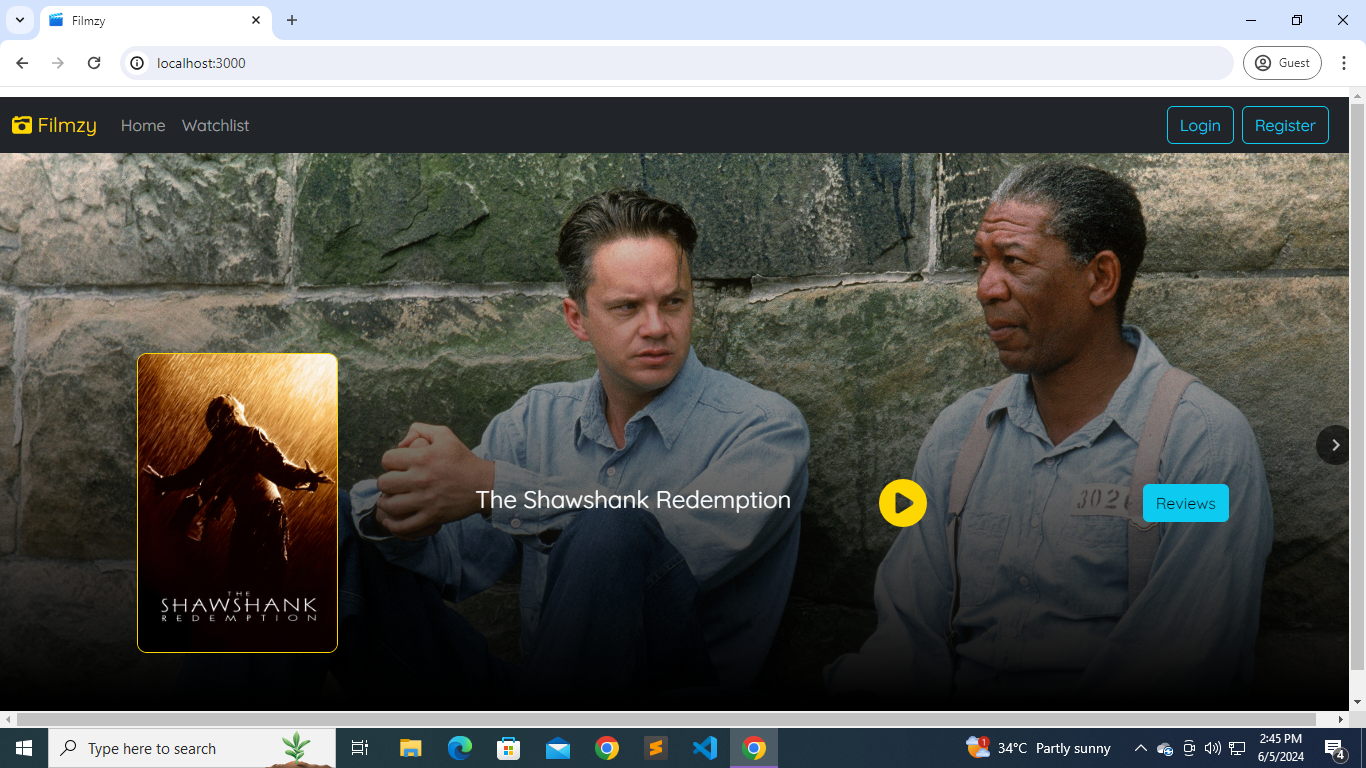 Filmzy
localhost:3000
Guest
Filmzy Home Watchlist Login Register
The Shawshank Redemption
Reviews
302
THE
SHAWSHANK
REDEMPTION
Type here to search
1
34°C Partly sunny
2:45 PM
6/5/2024
4